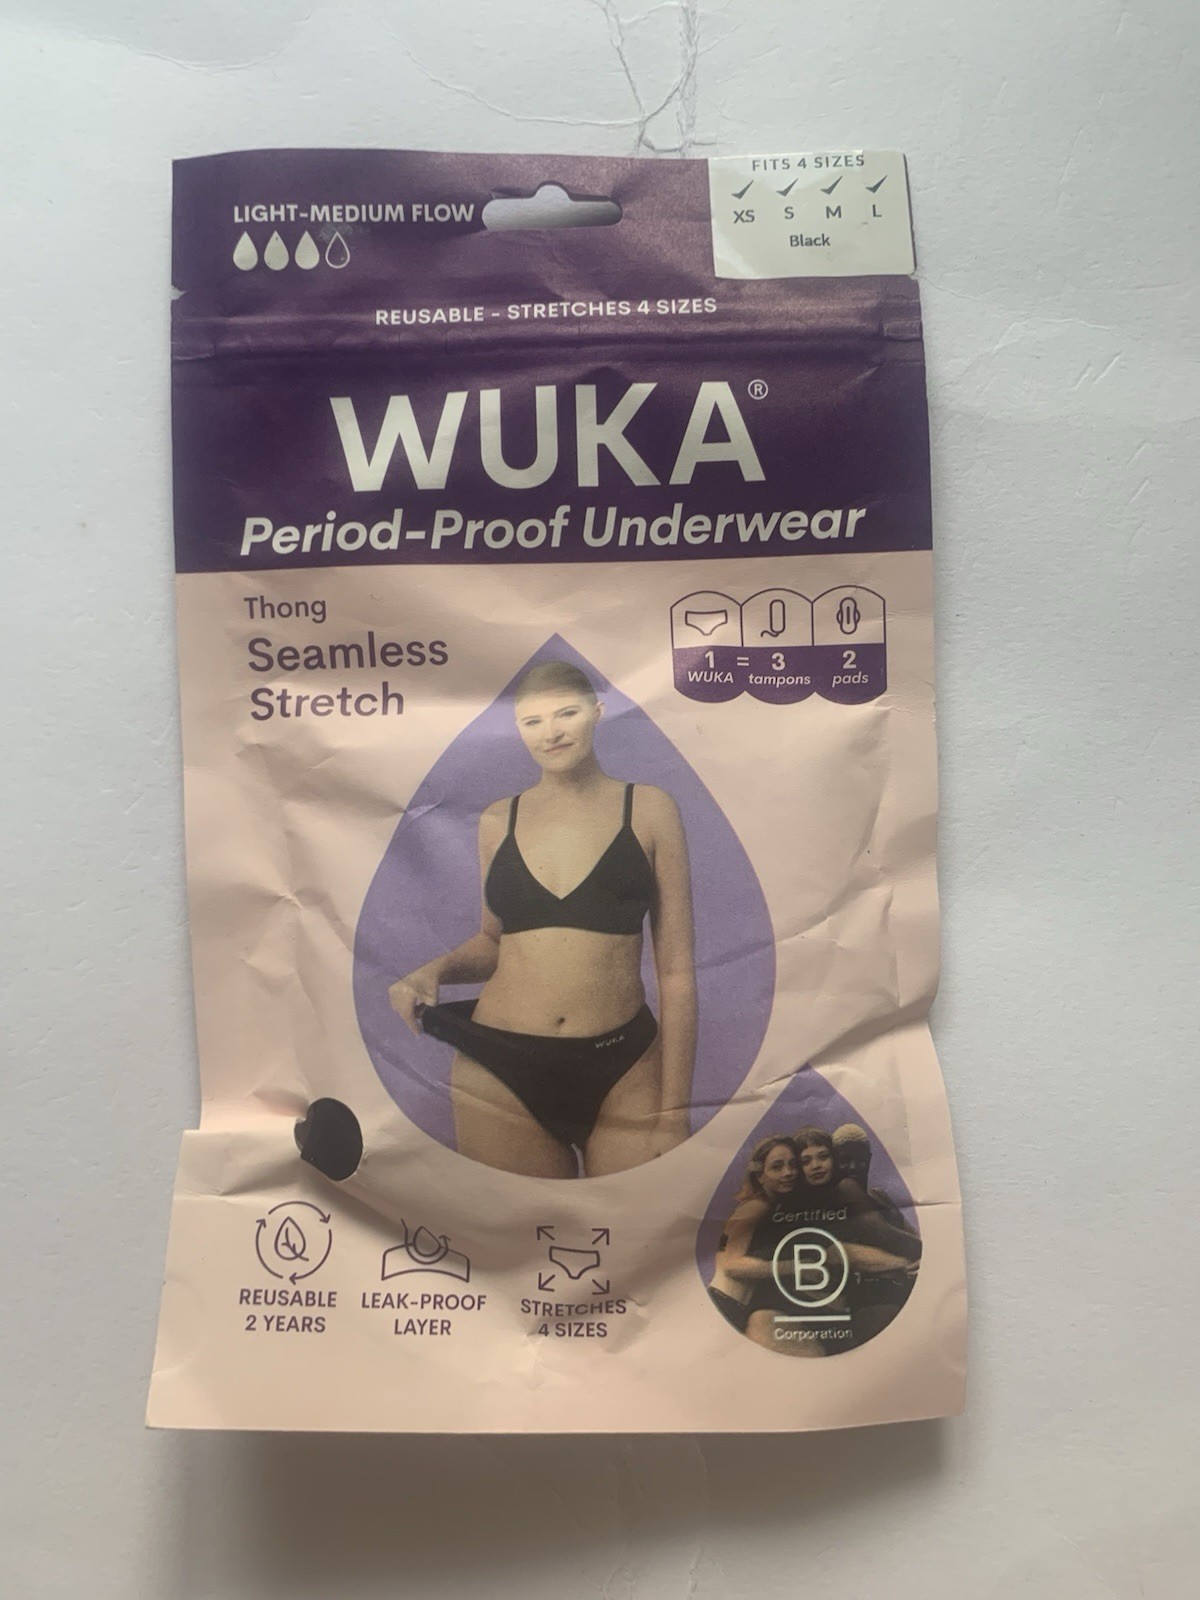 FITS 4 SIZES
XS S M L
Black
LIGHT-MEDIUM FLOW
REUSABLE - STRETCHES 4 SIZES
WUKA®
Period-Proof Underwear
Thong
Seamless
Stretch
1 = 3 2
WUKA tampons pads
WUKA
REUSABLE
2 YEARS
LEAK-PROOF
LAYER
STRETCHES
4 SIZES
Certified
B
Corporation